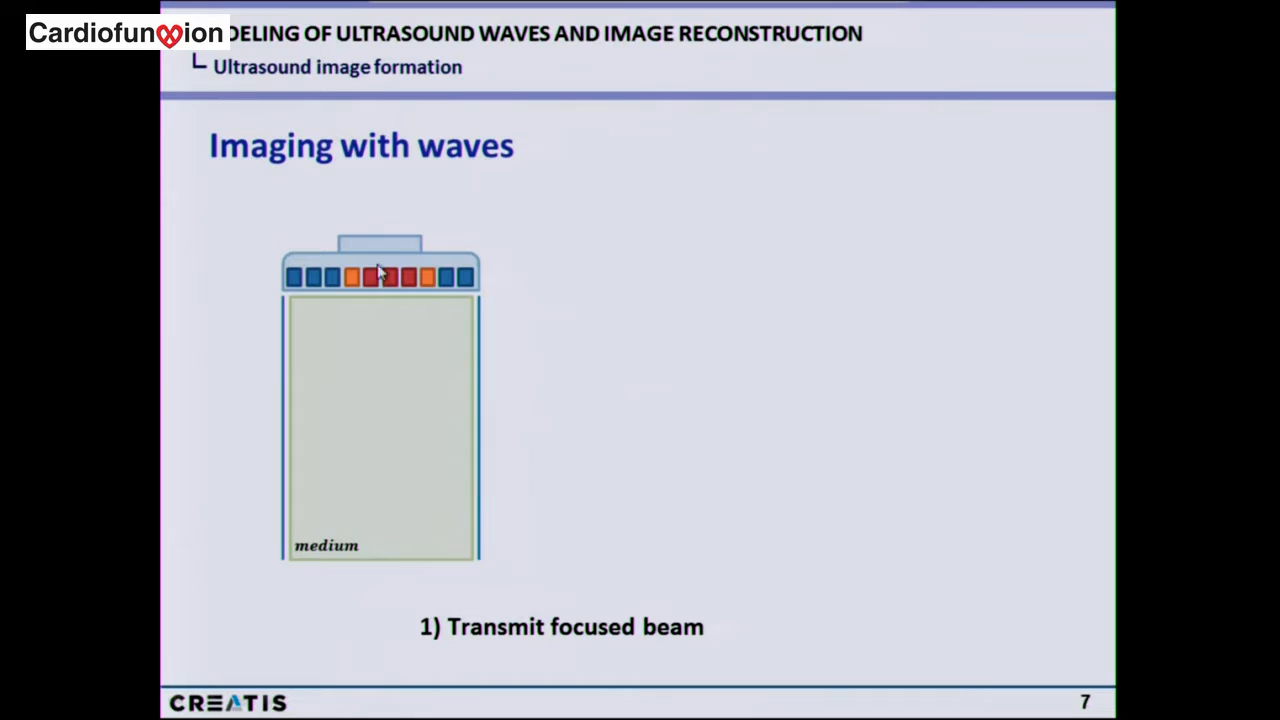 Cardiofunxion
DELING OF ULTRASOUND WAVES AND IMAGE RECONSTRUCTION
Ultrasound image formation
Imaging with waves
medium
1) Transmit focused beam
CREATIS
7